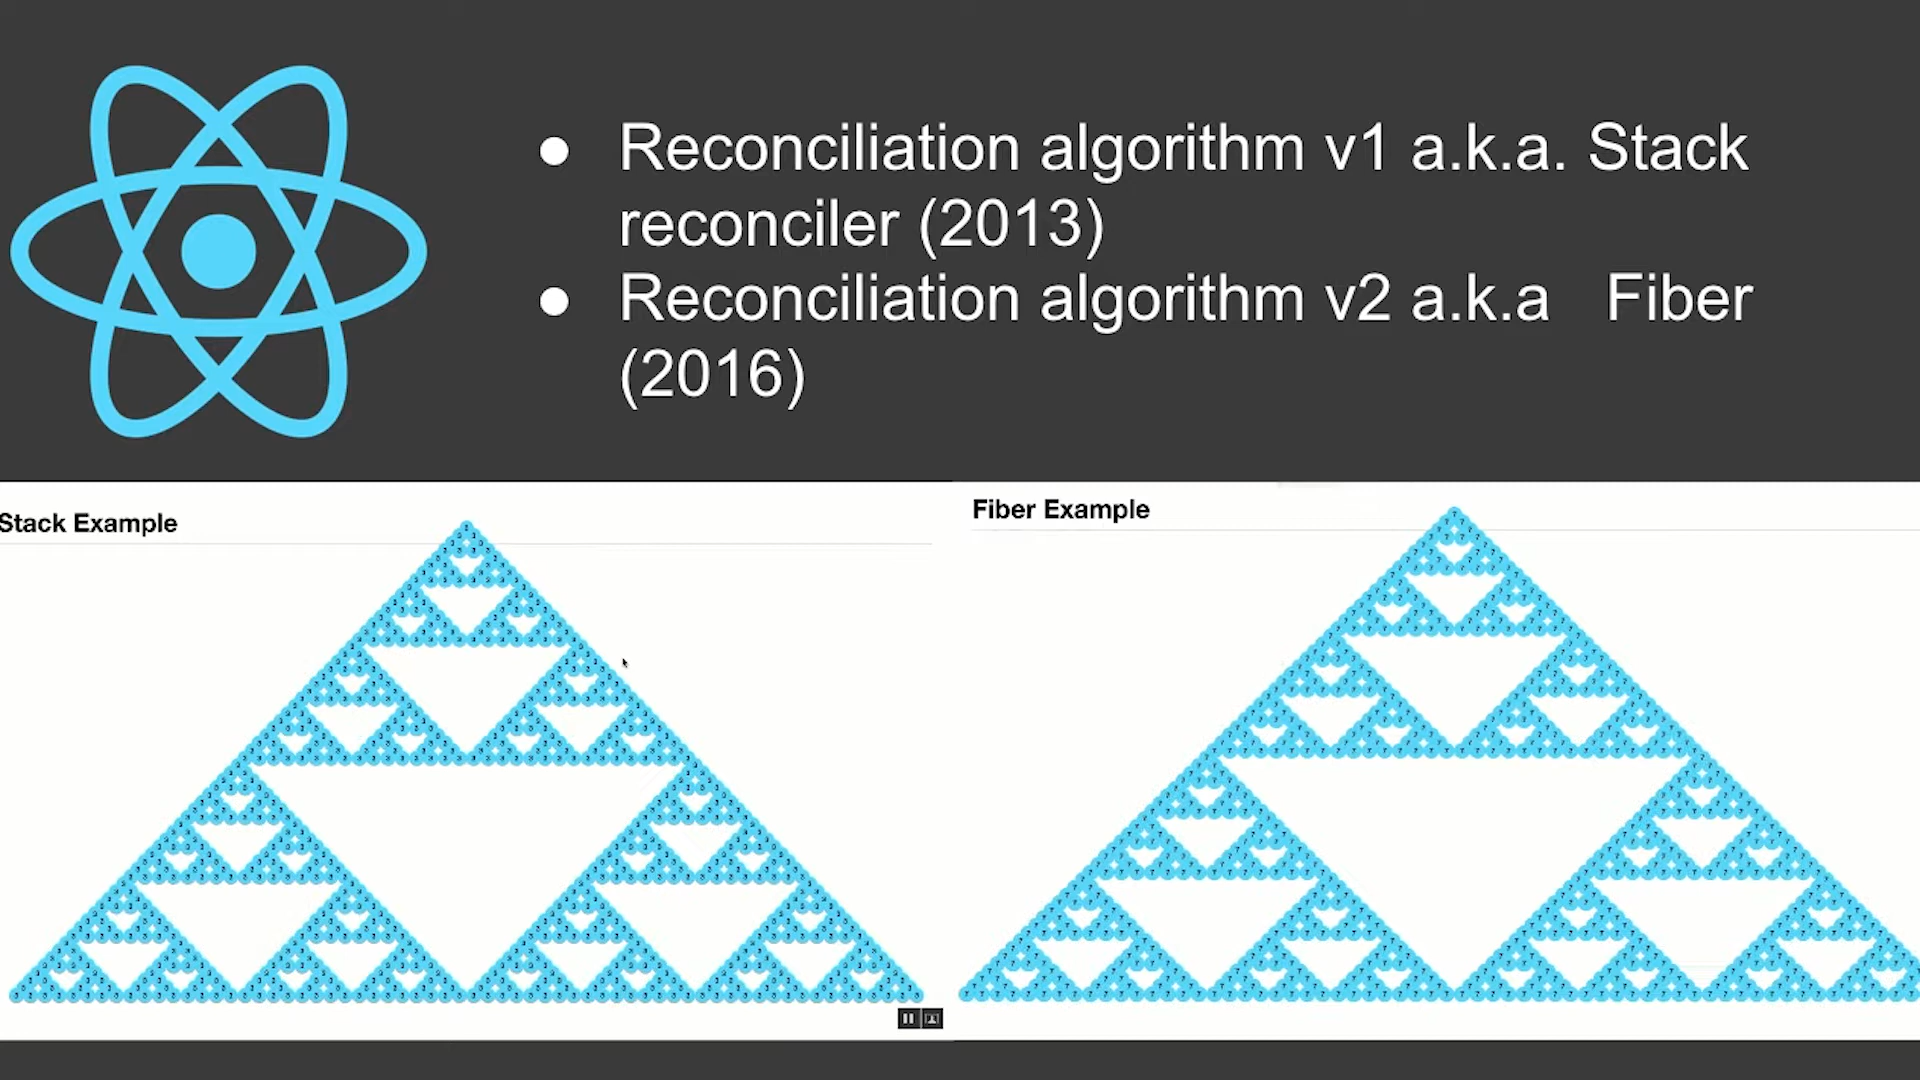 ● Reconciliation algorithm v1 a.k.a. Stack
reconciler (2013)
● Reconciliation algorithm v2 a.k.a Fiber
(2016)
Stack Example
Fiber Example